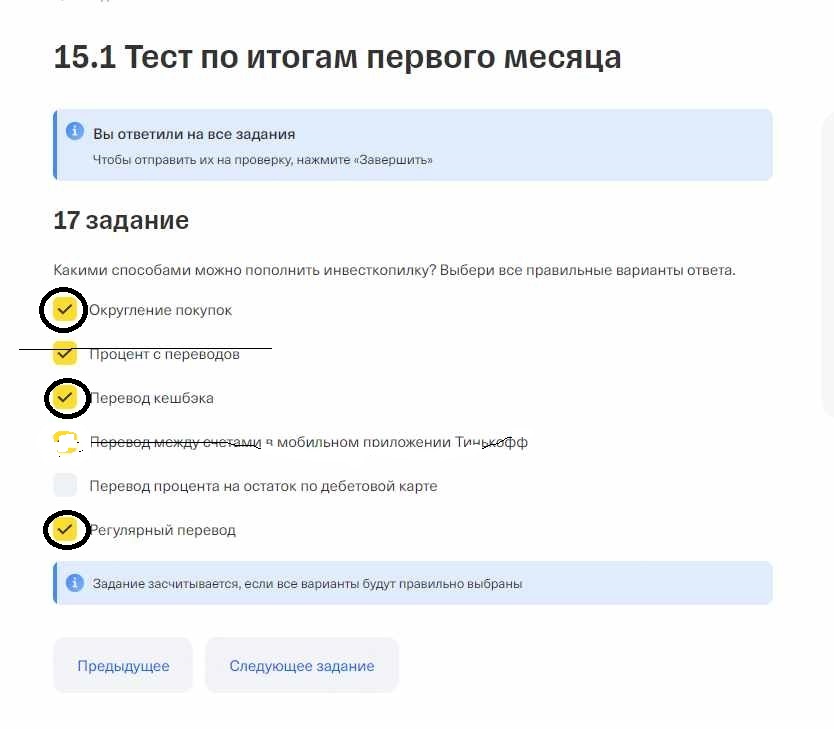 15.1 Тест по итогам первого месяца
Вы ответили на все задания
Чтобы отправить их на проверку, нажмите «Завершить»
17 задание
Какими способами можно пополнить инвесткопилку? Выбери все правильные варианты ответа.
Округление покупок
Процент с переводов
Перевод кешбэка
Перевод между счетами в мобильном приложении Тинькофф
Перевод процента на остаток по дебетовой карте
Регулярный перевод
Задание засчитывается, если все варианты будут правильно выбраны
Предыдущее
Следующее задание